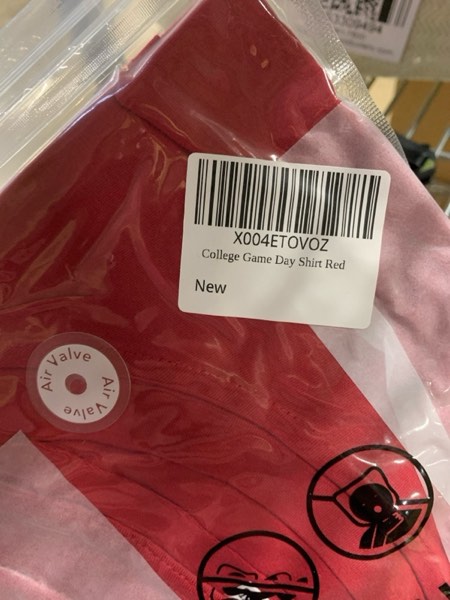 X004ETOVOZ
College Game Day Shirt Red
New
Air Valve
Air Valve